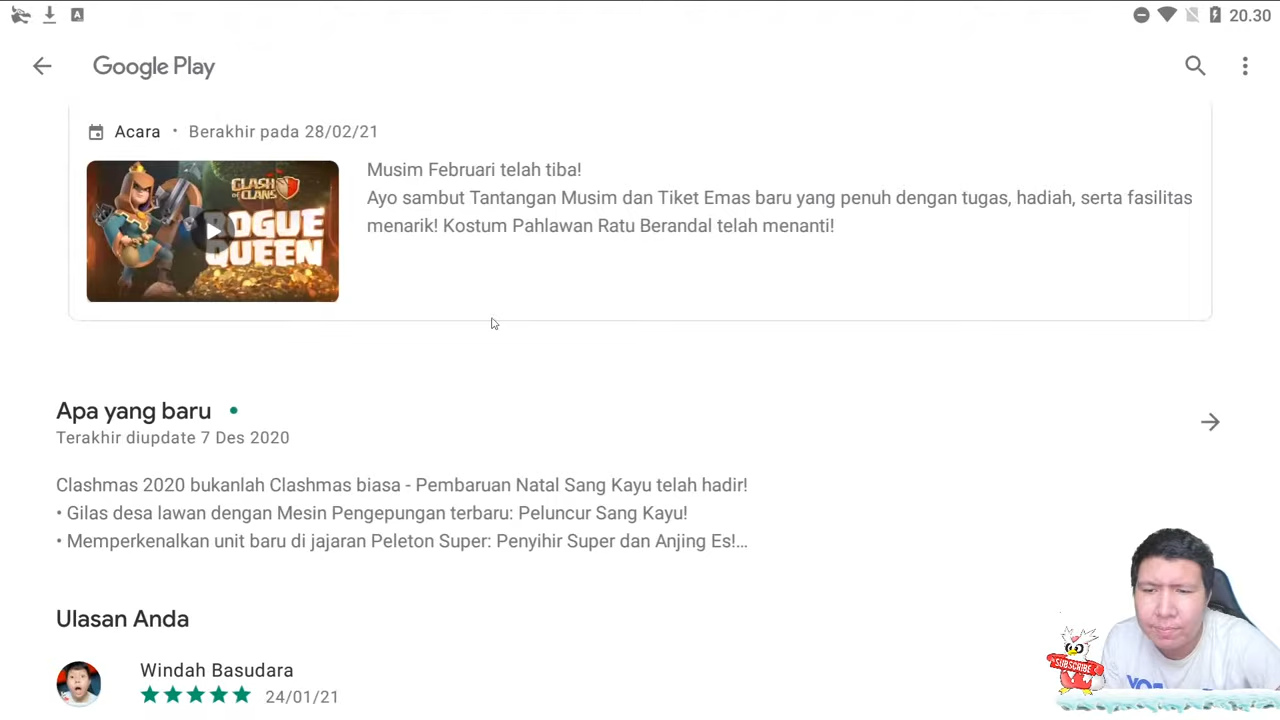 20.30
Google Play
Acara • Berakhir pada 28/02/21
CLASH OF CLANS
ROGUE
QUEEN
Musim Februari telah tiba!
Ayo sambut Tantangan Musim dan Tiket Emas baru yang penuh dengan tugas, hadiah, serta fasilitas
menarik! Kostum Pahlawan Ratu Berandal telah menanti!
Apa yang baru
Terakhir diupdate 7 Des 2020
Clashmas 2020 bukanlah Clashmas biasa - Pembaruan Natal Sang Kayu telah hadir!
• Gilas desa lawan dengan Mesin Pengepungan terbaru: Peluncur Sang Kayu!
• Memperkenalkan unit baru di jajaran Peleton Super: Penyihir Super dan Anjing Es!...
Ulasan Anda
Windah Basudara
24/01/21
SUBSCRIBE